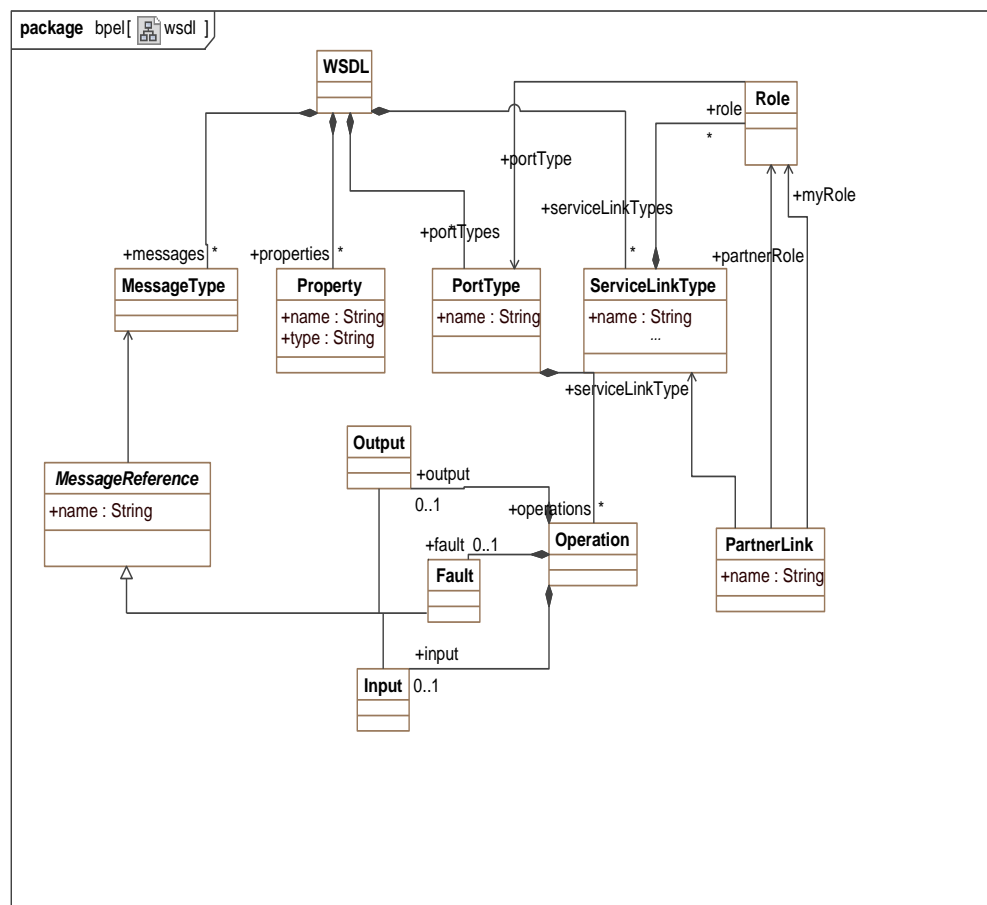 package bpel[ wsdl ]
WSDL
Role
+role
*
+portType
+myRole
+serviceLinkTypes
*
+portTypes
*
+messages *
+properties *
+partnerRole
MessageType
Property
+name : String
+type : String
PortType
+name : String
ServiceLinkType
+name : String
...
+serviceLinkType
Output
+output
0..1
MessageReference
+name : String
+operations *
Operation
+fault 0..1
Fault
PartnerLink
+name : String
+input
0..1
Input